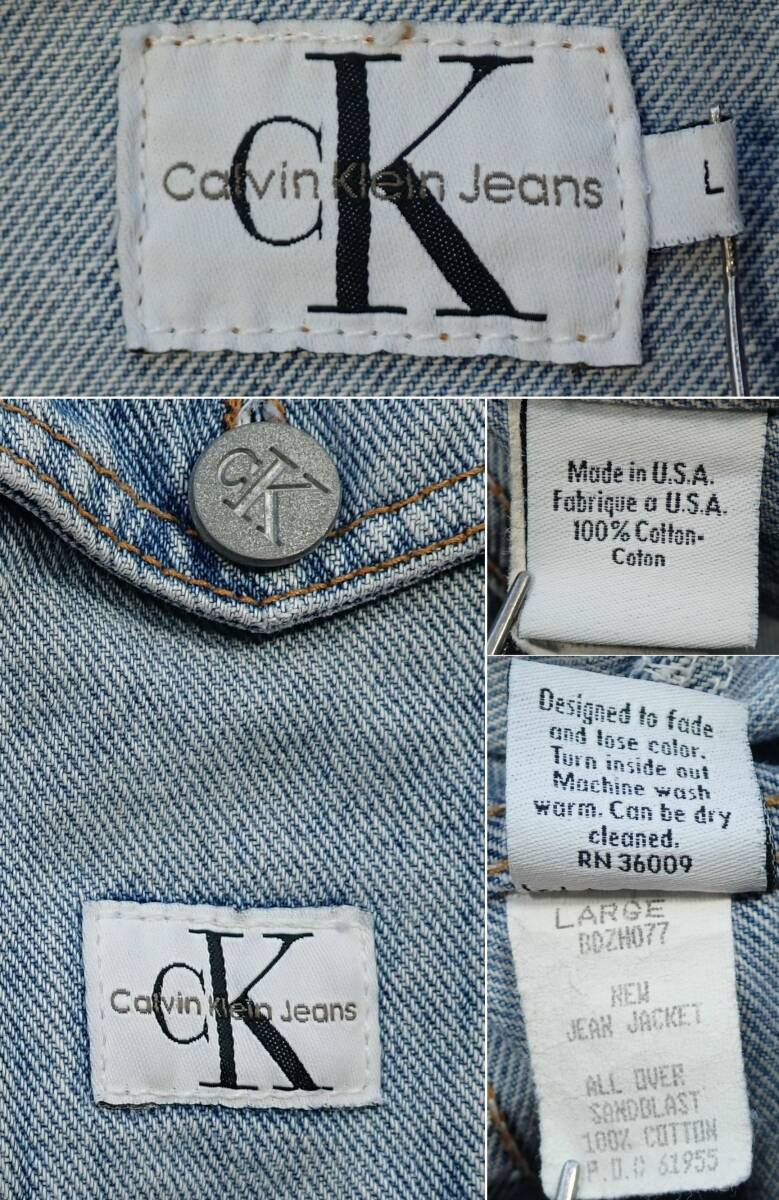 CK
Calvin Klein Jeans
L
CK
Made in U.S.A.
Fabrique a U.S.A.
100% Cotton-
Coton
Designed to fade
and lose color.
Turn inside out
Machine wash
warm. Can be dry
cleaned.
RN 36009
LARGE
BDZH077
NEW
JEAN JACKET
ALL OVER
SANDBLAST
100% COTTON
P.O.# 61955
CK
Calvin Klein Jeans